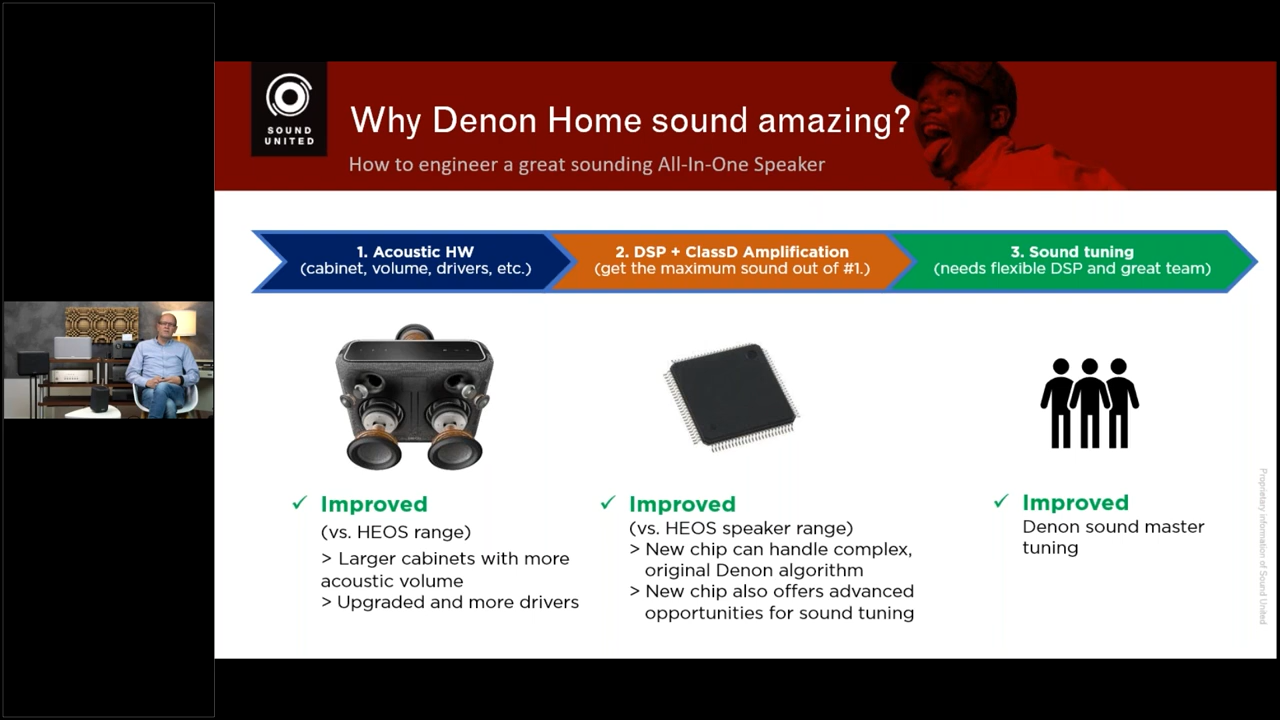 SOUND
UNITED
Why Denon Home sound amazing?
How to engineer a great sounding All-In-One Speaker
1. Acoustic HW
(cabinet, volume, drivers, etc.)
2. DSP + ClassD Amplification
(get the maximum sound out of #1.)
3. Sound tuning
(needs flexible DSP and great team)
✓ Improved
(vs. HEOS range)
> Larger cabinets with more
acoustic volume
> Upgraded and more drivers
✓ Improved
(vs. HEOS speaker range)
> New chip can handle complex,
original Denon algorithm
> New chip also offers advanced
opportunities for sound tuning
✓ Improved
Denon sound master
tuning
Proprietary information of Sound United